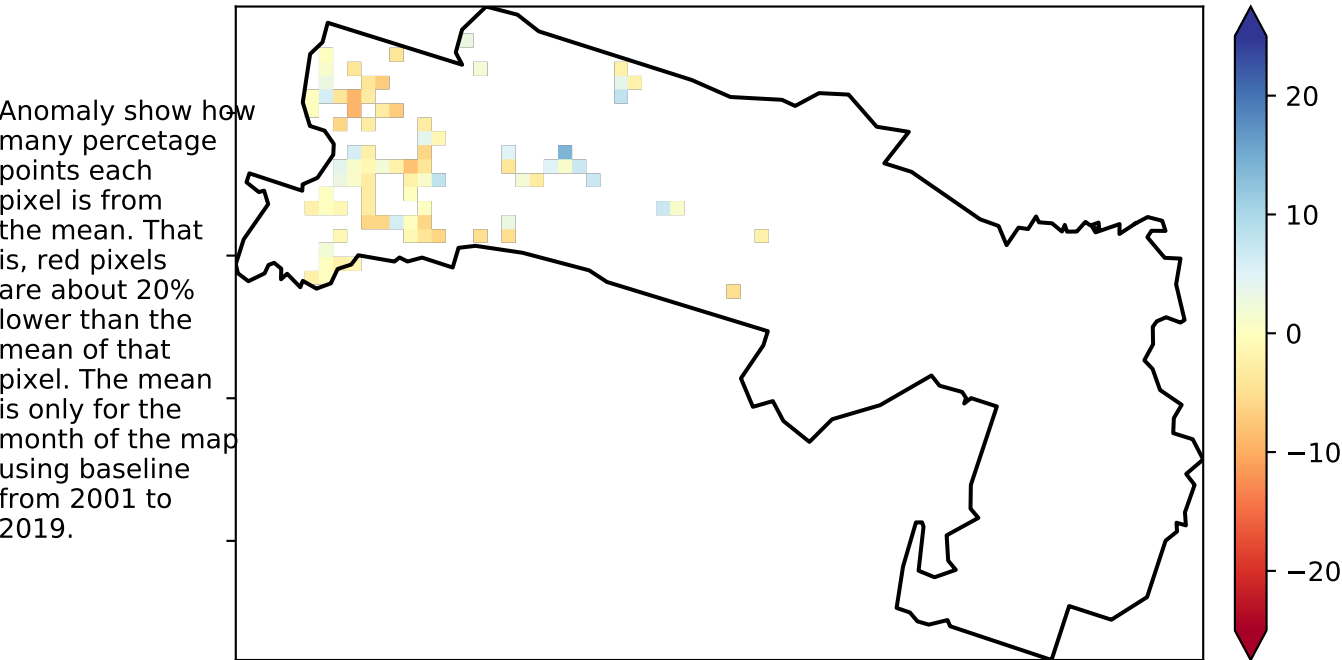 Anomaly show how
many percetage
points each
pixel is from
the mean. That
is, red pixels
are about 20%
lower than the
mean of that
pixel. The mean
is only for the
month of the map
using baseline
from 2001 to
2019.
20
10
0
−10
−20